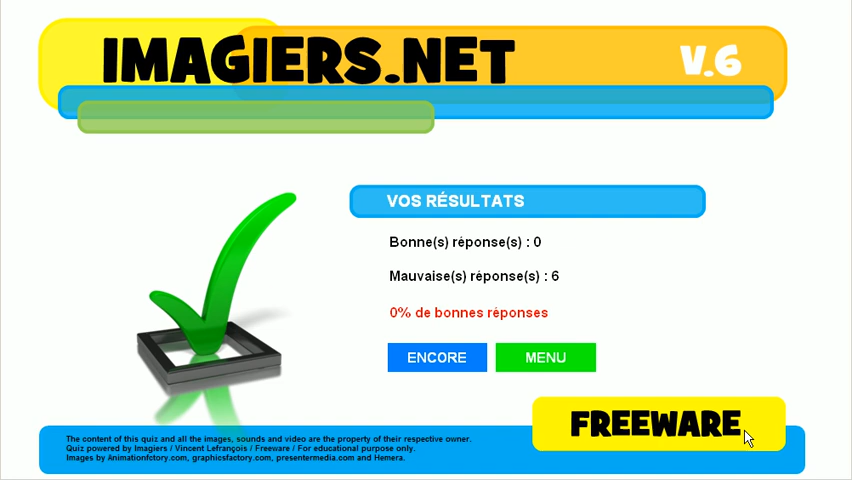 IMAGIERS.NET
V.6
VOS RÉSULTATS
Bonne(s) réponse(s) : 0
Mauvaise(s) réponse(s) : 6
0% de bonnes réponses
ENCORE
MENU
FREEWARE
The content of this quiz and all the images, sounds and video are the property of their respective owner.
Quiz powered by Imagiers / Vincent Lefrançois / Freeware / For educational purpose only.
Images by Animationfctory.com, graphicsfactory.com, presentermedia.com and Hemera.